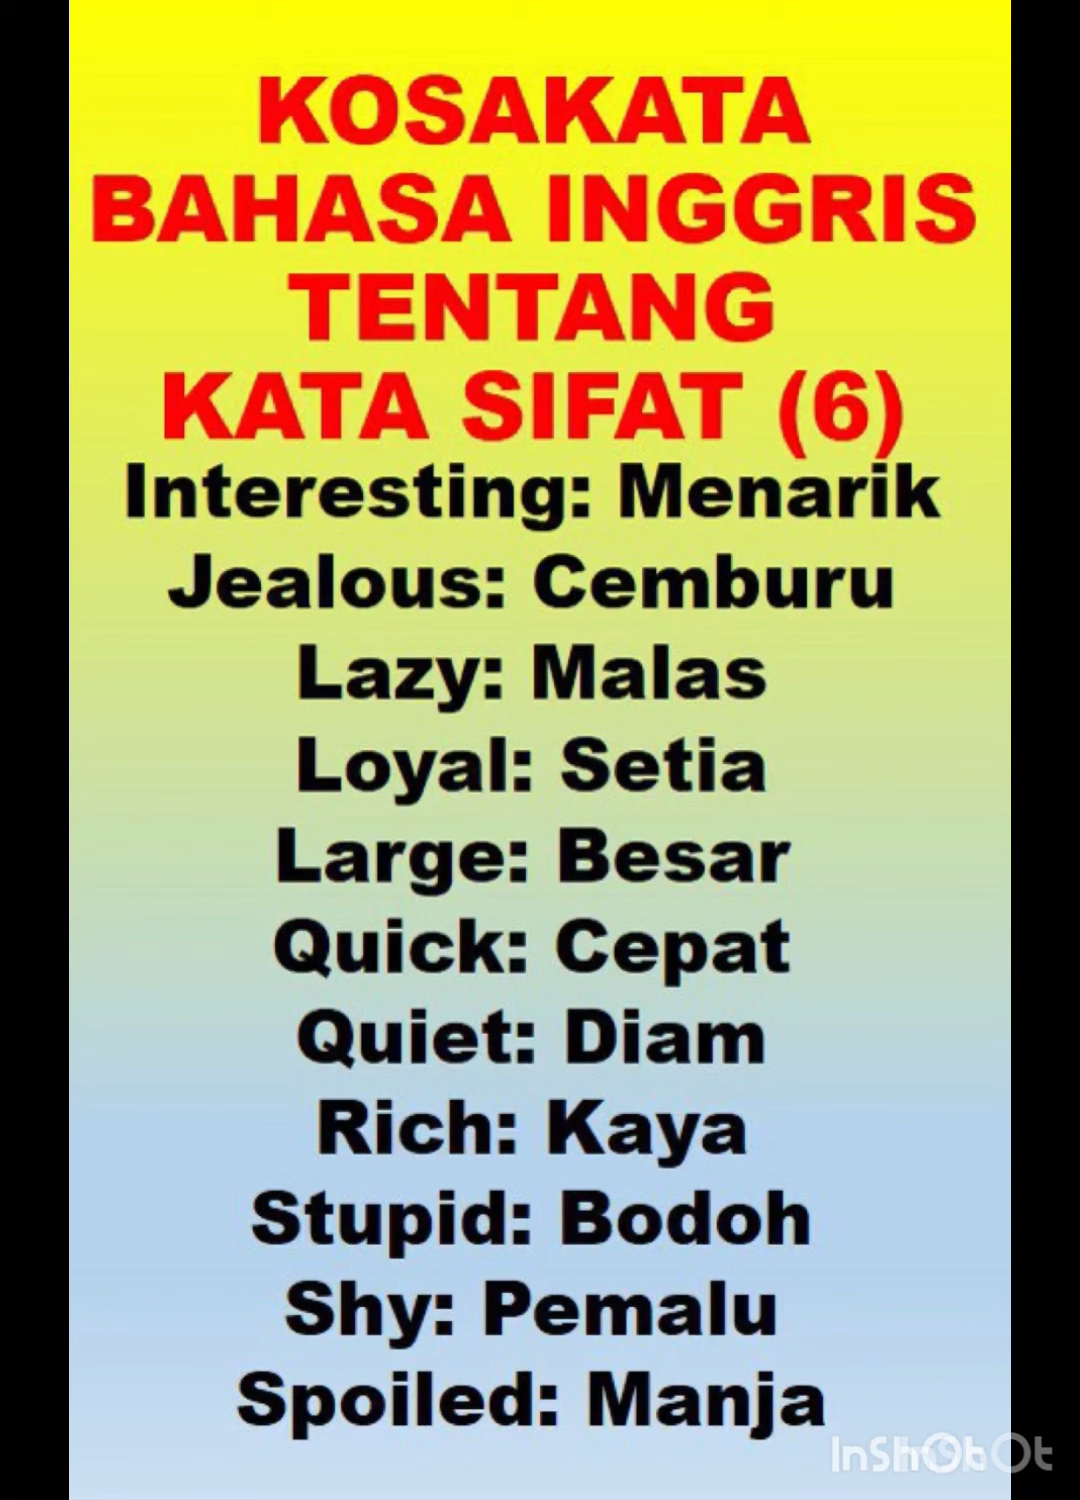 KOSAKATA
BAHASA INGGRIS
TENTANG
KATA SIFAT (6)
Interesting: Menarik
Jealous: Cemburu
Lazy: Malas
Loyal: Setia
Large: Besar
Quick: Cepat
Quiet: Diam
Rich: Kaya
Stupid: Bodoh
Shy: Pemalu
Spoiled: Manja
InShOt